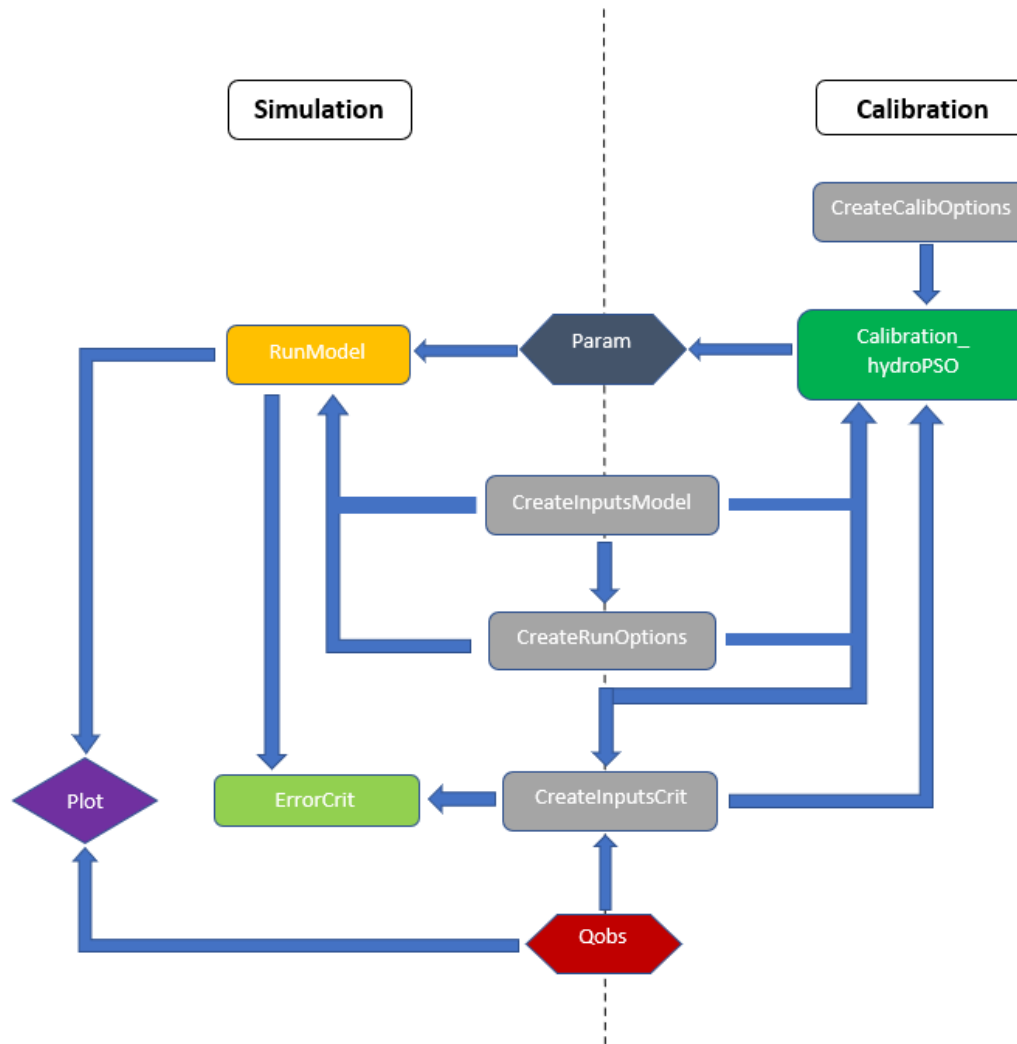 Simulation
Calibration
CreateCalibOptions
RunModel
Param
Calibration_
hydroPSO
CreateInputsModel
CreateRunOptions
Plot
ErrorCrit
CreateInputsCrit
Qobs